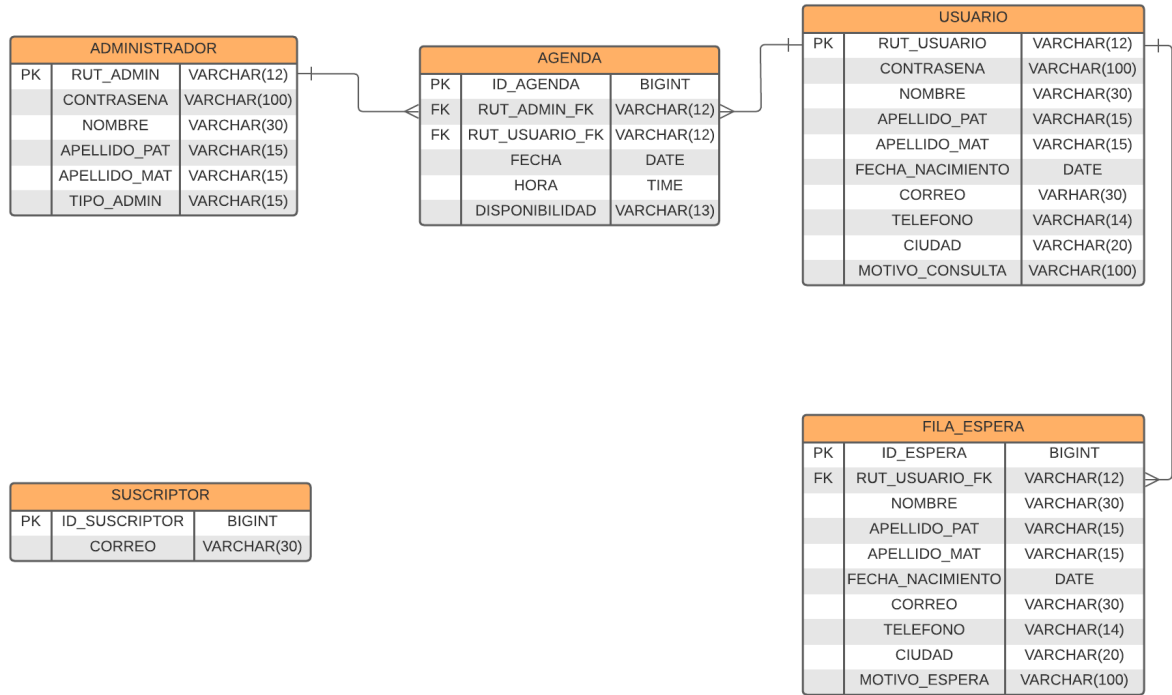 ADMINISTRADOR
PK RUT_ADMIN VARCHAR(12)
CONTRASENA VARCHAR(100)
NOMBRE VARCHAR(30)
APELLIDO_PAT VARCHAR(15)
APELLIDO_MAT VARCHAR(15)
TIPO_ADMIN VARCHAR(15)
AGENDA
PK ID_AGENDA BIGINT
FK RUT_ADMIN_FK VARCHAR(12)
FK RUT_USUARIO_FK VARCHAR(12)
FECHA DATE
HORA TIME
DISPONIBILIDAD VARCHAR(13)
USUARIO
PK RUT_USUARIO VARCHAR(12)
CONTRASENA VARCHAR(100)
NOMBRE VARCHAR(30)
APELLIDO_PAT VARCHAR(15)
APELLIDO_MAT VARCHAR(15)
FECHA_NACIMIENTO DATE
CORREO VARHAR(30)
TELEFONO VARCHAR(14)
CIUDAD VARCHAR(20)
MOTIVO_CONSULTA VARCHAR(100)
SUSCRIPTOR
PK ID_SUSCRIPTOR BIGINT
CORREO VARCHAR(30)
FILA_ESPERA
PK ID_ESPERA BIGINT
FK RUT_USUARIO_FK VARCHAR(12)
NOMBRE VARCHAR(30)
APELLIDO_PAT VARCHAR(15)
APELLIDO_MAT VARCHAR(15)
FECHA_NACIMIENTO DATE
CORREO VARCHAR(30)
TELEFONO VARCHAR(14)
CIUDAD VARCHAR(20)
MOTIVO_ESPERA VARCHAR(100)